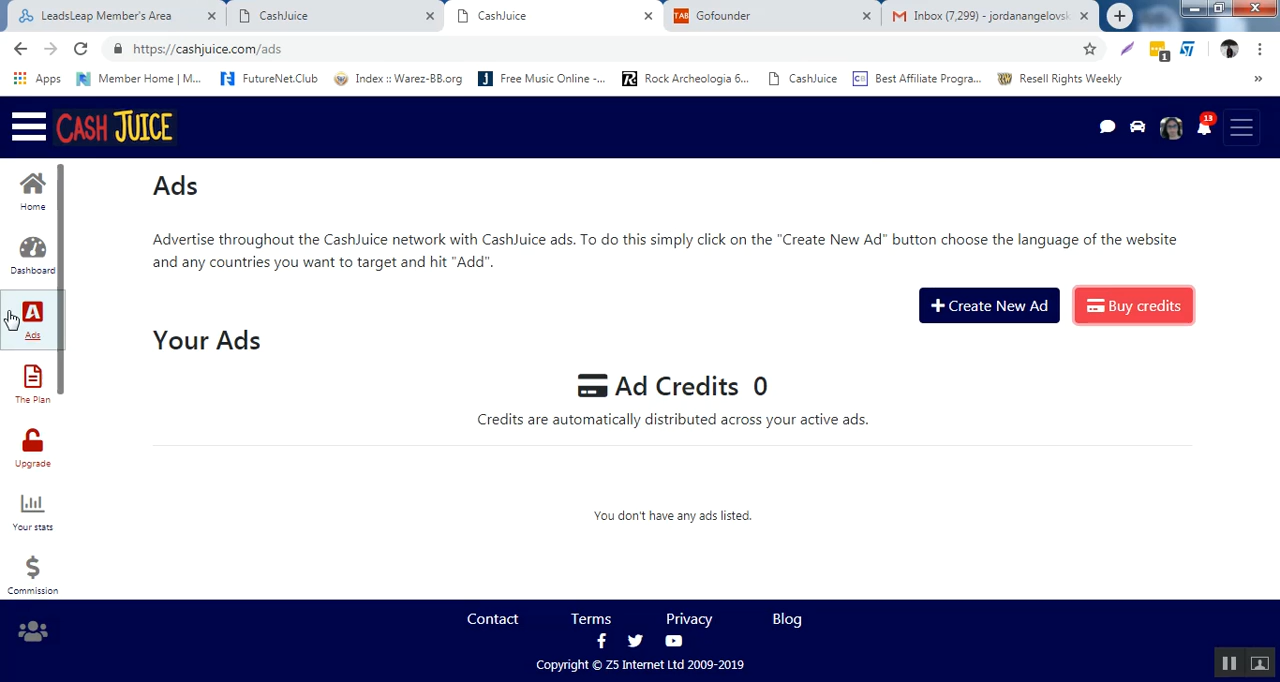 LeadsLeap Member's Area
CashJuice
CashJuice
TAB Gofounder
Inbox (7,299) - jordanangelovsk
https://cashjuice.com/ads
1
Apps
Member Home | M...
FutureNet.Club
Index :: Warez-BB.org
Free Music Online -...
Rock Archeologia 6...
CashJuice
Best Affiliate Progra...
Resell Rights Weekly
»
CASH JUICE
13
Home
Dashboard
Ads
The Plan
Upgrade
Your stats
Commission
Ads
Advertise throughout the CashJuice network with CashJuice ads. To do this simply click on the "Create New Ad" button choose the language of the website
and any countries you want to target and hit "Add".
Create New Ad
Buy credits
Your Ads
Ad Credits 0
Credits are automatically distributed across your active ads.
You don't have any ads listed.
Contact Terms Privacy Blog
Copyright © Z5 Internet Ltd 2009-2019